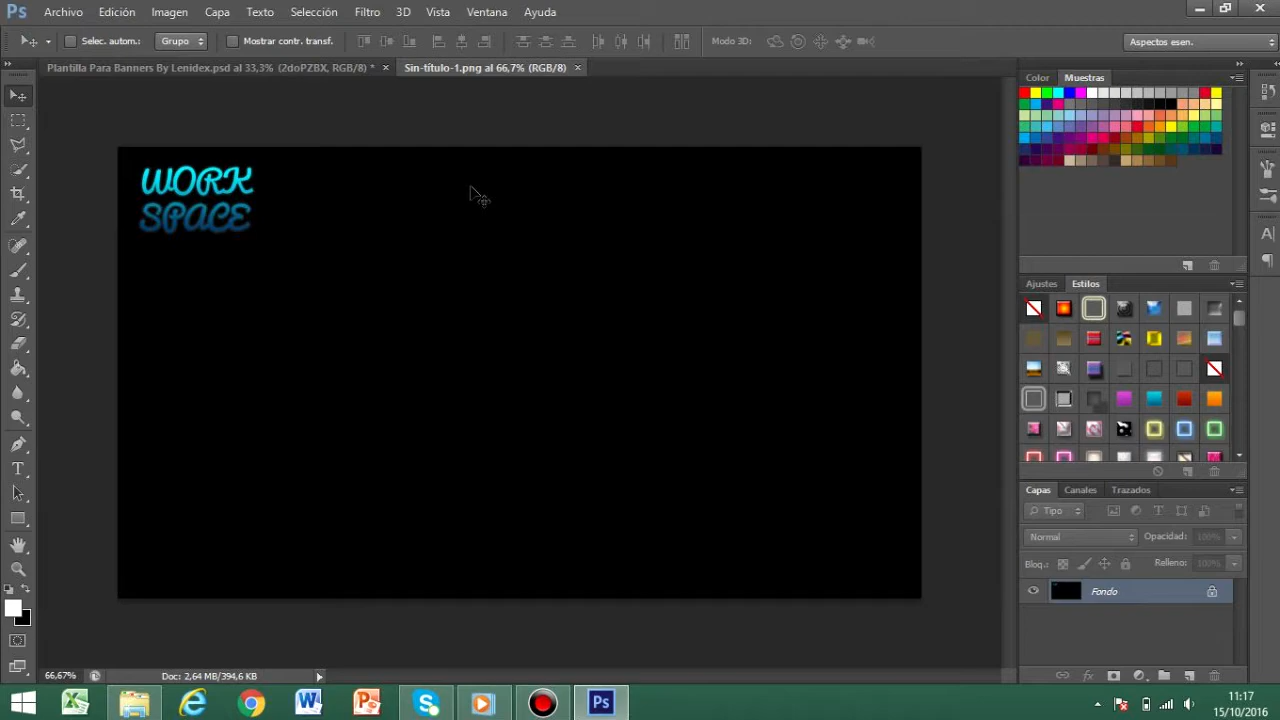 Ps Archivo Edición Imagen Capa Texto Selección Filtro 3D Vista Ventana Ayuda
Selec. autom.: Grupo Mostrar contr. transf. Modo 3D: Aspectos esen.
Plantilla Para Banners By Lenidex.psd al 33,3% (2doPZBX, RGB/8) * × Sin-título-1.png al 66,7% (RGB/8) ×
Color Muestras
WORK
SPACE
Ajustes Estilos
Capas Canales Trazados
Tipo
Normal Opacidad: 100%
Bloq.: Relleno: 100%
Fondo
66,67% Doc: 2,64 MB/394,6 KB
11:17
15/10/2016